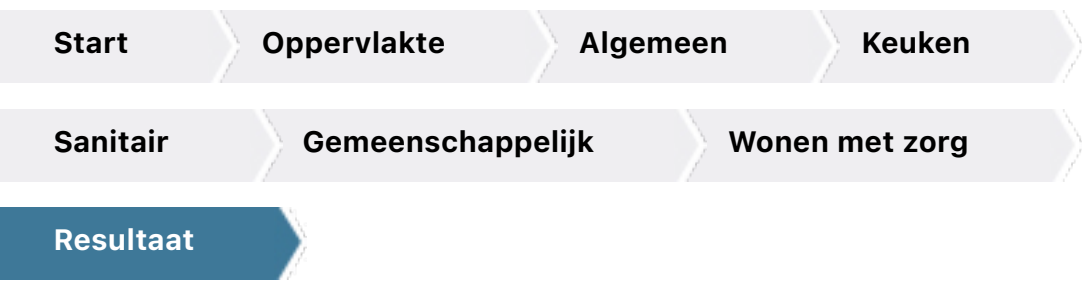 Start Oppervlakte Algemeen Keuken
Sanitair Gemeenschappelijk Wonen met zorg
Resultaat